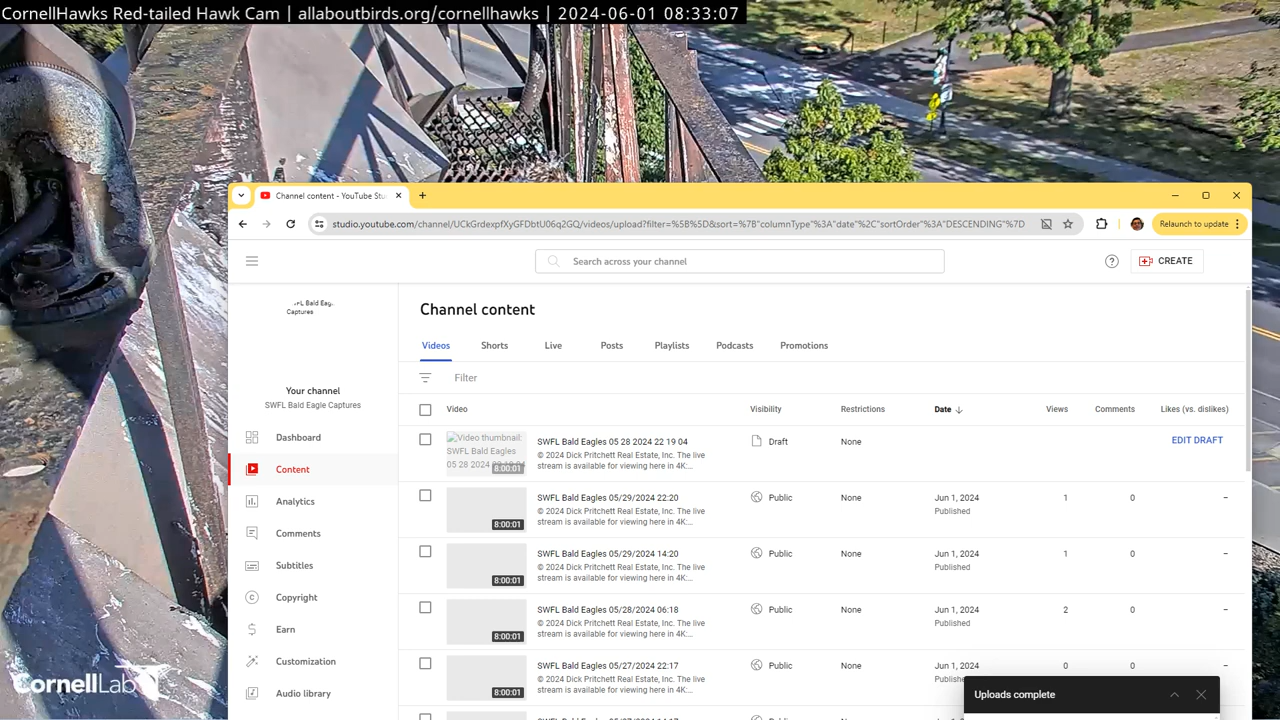 CornellHawks Red-tailed Hawk Cam | allaboutbirds.org/cornellhawks | 2024-06-01 08:33:07
Channel content - YouTube Stu
studio.youtube.com/channel/UCkGrdexpfXyGFDbtU06q2GQ/videos/upload?filter=%5B%5D&sort=%7B"columnType"%3A"date"%2C"sortOrder"%3A"DESCENDING"%7D
Relaunch to update
Search across your channel
CREATE
Captures
Your channel
SWFL Bald Eagle Captures
Dashboard
Content
Analytics
Comments
Subtitles
Copyright
Earn
Customization
Audio library
Channel content
Videos Shorts Live Posts Playlists Podcasts Promotions
Filter
Video Visibility Restrictions Date Views Comments Likes (vs. dislikes)
Video thumbnail:
SWFL Bald Eagles
8:00:01
SWFL Bald Eagles 05 28 2024 22 19 04
© 2024 Dick Pritchett Real Estate, Inc. The live
stream is available for viewing here in 4K:...
Draft None EDIT DRAFT
8:00:01
SWFL Bald Eagles 05/29/2024 22:20
© 2024 Dick Pritchett Real Estate, Inc. The live
stream is available for viewing here in 4K:...
Public None Jun 1, 2024 1 0 –
Published
8:00:01
SWFL Bald Eagles 05/29/2024 14:20
© 2024 Dick Pritchett Real Estate, Inc. The live
stream is available for viewing here in 4K:...
Public None Jun 1, 2024 1 0 –
Published
8:00:01
SWFL Bald Eagles 05/28/2024 06:18
© 2024 Dick Pritchett Real Estate, Inc. The live
stream is available for viewing here in 4K:...
Public None Jun 1, 2024 2 0 –
Published
8:00:01
SWFL Bald Eagles 05/27/2024 22:17
© 2024 Dick Pritchett Real Estate, Inc. The live
stream is available for viewing here in 4K:...
Public None Jun 1, 2024 0 0 –
Uploads complete
CornellLab